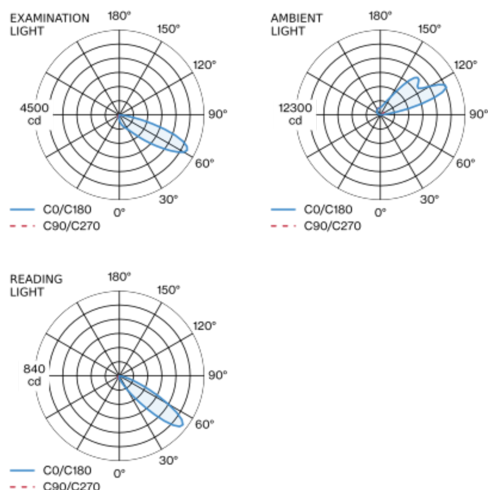 EXAMINATION
LIGHT
180°
150°
120°
4500
cd
90°
60°
30°
0°
C0/C180
C90/C270
AMBIENT
LIGHT
180°
150°
120°
12300
cd
90°
60°
30°
0°
C0/C180
C90/C270
READING
LIGHT
180°
150°
120°
840
cd
90°
60°
30°
0°
C0/C180
C90/C270